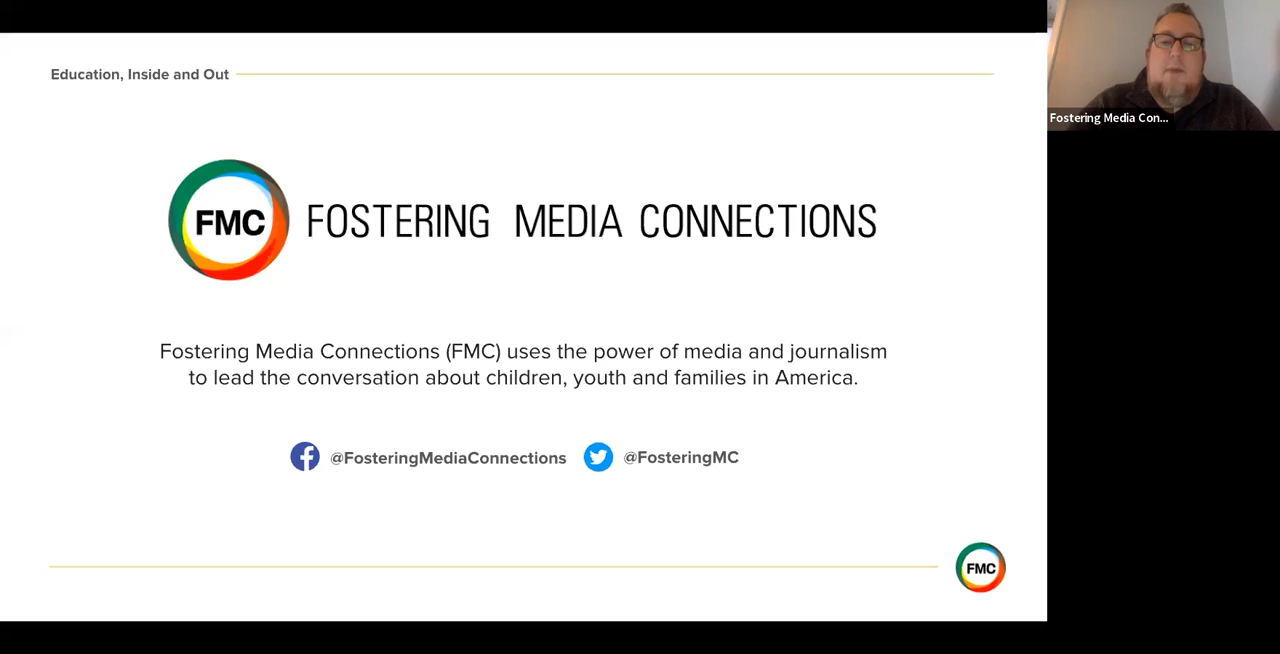 Education, Inside and Out
FMC
FOSTERING MEDIA CONNECTIONS
Fostering Media Connections (FMC) uses the power of media and journalism
to lead the conversation about children, youth and families in America.
@FosteringMediaConnections @FosteringMC
FMC
Fostering Media Con...